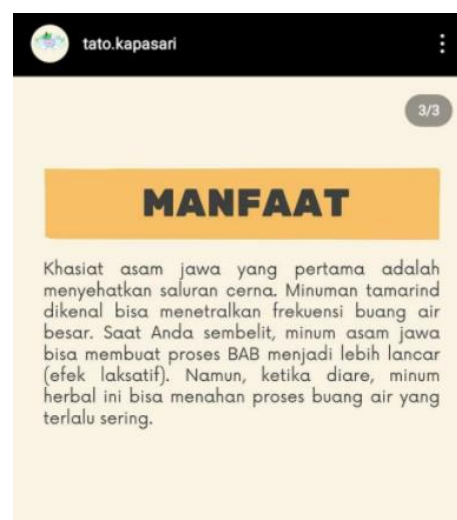 tato.kapasari
3/3
MANFAAT
Khasiat asam jawa yang pertama adalah
menyehatkan saluran cerna. Minuman tamarind
dikenal bisa menetralkan frekuensi buang air
besar. Saat Anda sembelit, minum asam jawa
bisa membuat proses BAB menjadi lebih lancar
(efek laksatif). Namun, ketika diare, minum
herbal ini bisa menahan proses buang air yang
terlalu sering.